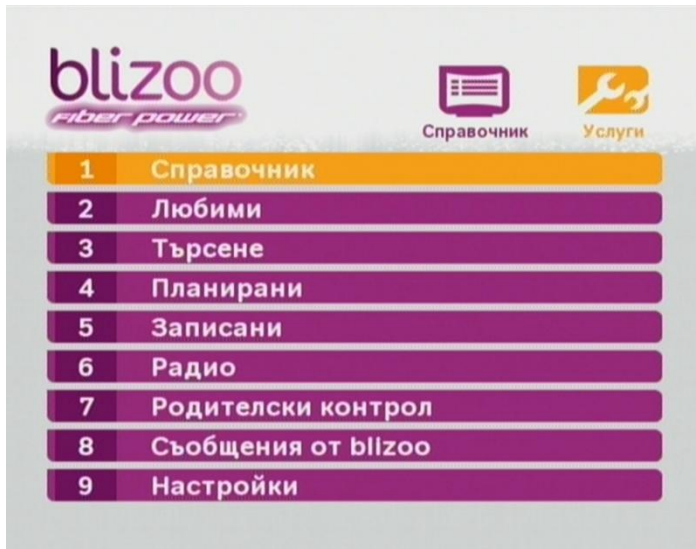 blizoo
Fiber power
Справочник
Услуги
1 Справочник
2 Любими
3 Търсене
4 Планирани
5 Записани
6 Радио
7 Родителски контрол
8 Съобщения от blizoo
9 Настройки